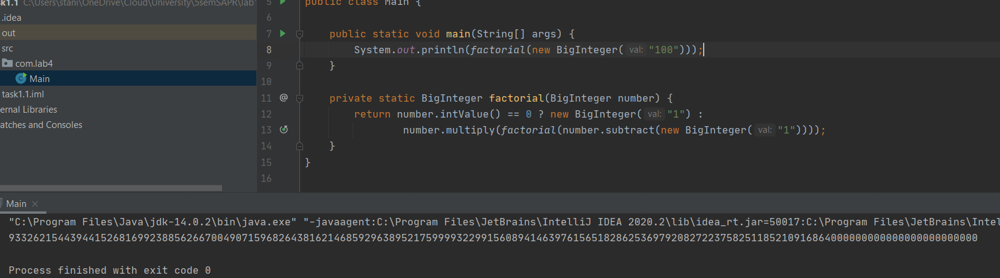 k1.1 C:\Users\stani\OneDrive\Cloud\University\5semSAPR\lab
.idea
out
src
com.lab4
Main
task1.1.iml
ernal Libraries
atches and Consoles
5 public class Main {
6
7 public static void main(String[] args) {
8 System.out.println(factorial(new BigInteger( val: "100")));
9 }
10
11 @ private static BigInteger factorial(BigInteger number) {
12 return number.intValue() == 0 ? new BigInteger( val: "1") :
13 number.multiply(factorial(number.subtract(new BigInteger( val: "1"))));
14 }
15 }
16
Main
"C:\Program Files\Java\jdk-14.0.2\bin\java.exe" "-javaagent:C:\Program Files\JetBrains\IntelliJ IDEA 2020.2\lib\idea_rt.jar=50017:C:\Program Files\JetBrains\Intel
93326215443944152681699238856266700490715968264381621468592963895217599993229915608941463976156518286253697920827223758251185210916864000000000000000000000000
Process finished with exit code 0